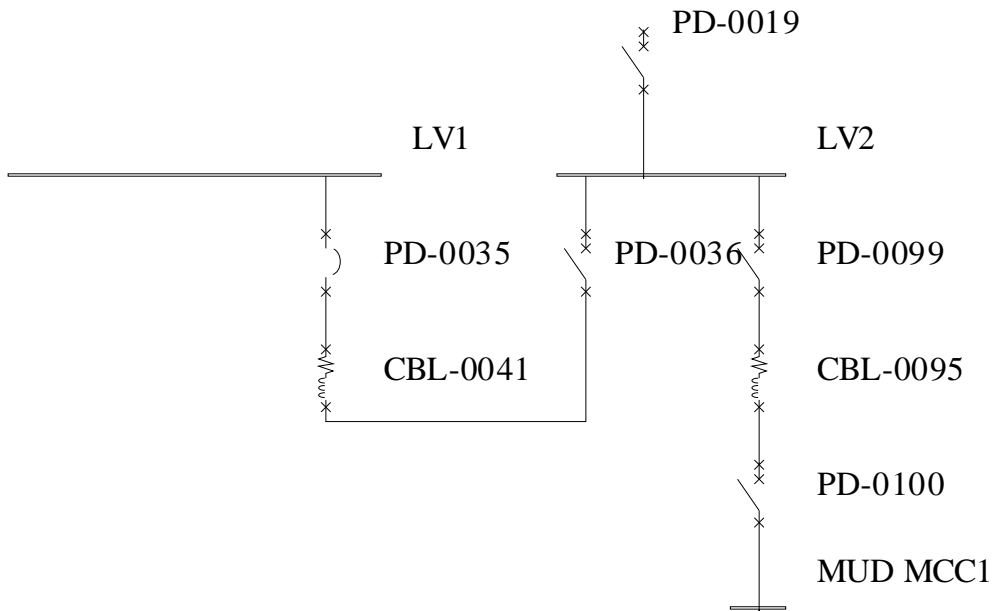 PD-0019
LV1
LV2
PD-0035
PD-0036
PD-0099
CBL-0041
CBL-0095
PD-0100
MUD MCC1